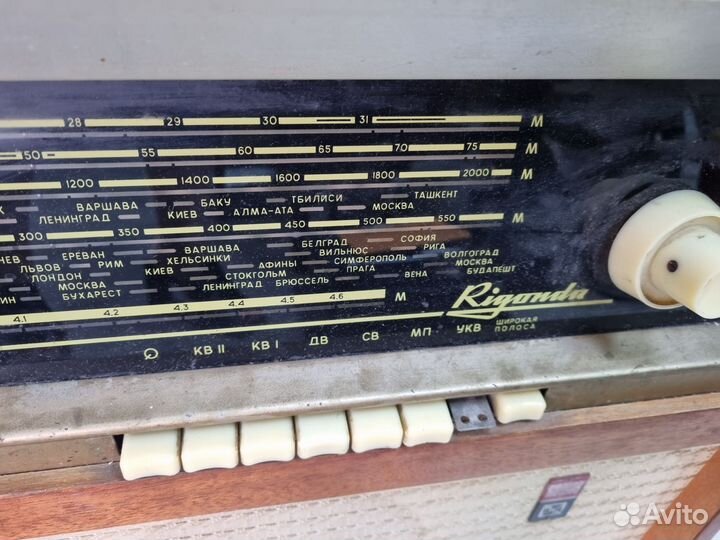 28 29 30 31 М
50 55 60 65 70 75 М
1200 1400 1600 1800 2000 М
ВАРШАВА БАКУ ТБИЛИСИ ТАШКЕНТ
ЛЕНИНГРАД КИЕВ АЛМА-АТА МОСКВА
300 350 400 450 500 550 М
ЕРЕВАН ВАРШАВА БЕЛГРАД СОФИЯ
ЛЬВОВ РИМ ХЕЛЬСИНКИ ВИЛЬНЮС РИГА
ЛОНДОН КИЕВ АФИНЫ СИМФЕРОПОЛЬ ВОЛГОГРАД
МОСКВА СТОКГОЛЬМ ПРАГА МОСКВА
БУХАРЕСТ ЛЕНИНГРАД БРЮССЕЛЬ ВЕНА БУДАПЕШТ
4.1 4.2 4.3 4.4 4.5 4.6 М
Rigonda
КВ II КВ I ДВ СВ МП УКВ ШИРОКАЯ ПОЛОСА
Avito